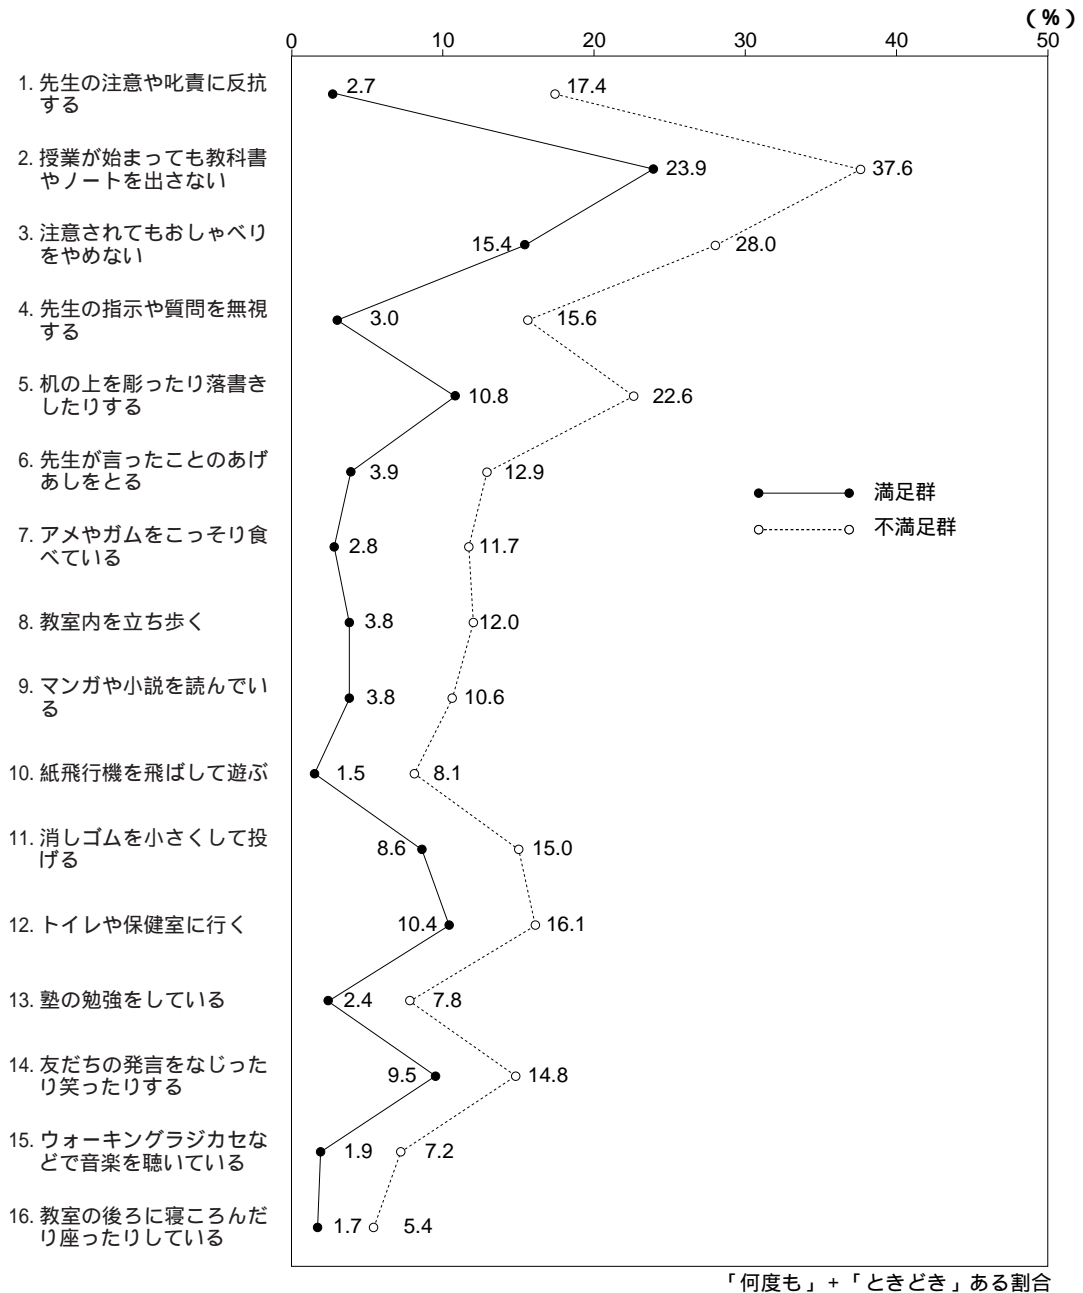 (%)
0 10 20 30 40 50
1. 先生の注意や叱責に反抗
する
2.7 17.4
2. 授業が始まっても教科書
やノートを出さない
23.9 37.6
3. 注意されてもおしゃべり
をやめない
15.4 28.0
4. 先生の指示や質問を無視
する
3.0 15.6
5. 机の上を彫ったり落書き
したりする
10.8 22.6
6. 先生が言ったことのあげ
あしをとる
3.9 12.9
満足群
不満足群
7. アメやガムをこっそり食
べている
2.8 11.7
8. 教室内を立ち歩く
3.8 12.0
9. マンガや小説を読んでい
る
3.8 10.6
10. 紙飛行機を飛ばして遊ぶ
1.5 8.1
11. 消しゴムを小さくして投
げる
8.6 15.0
12. トイレや保健室に行く
10.4 16.1
13. 塾の勉強をしている
2.4 7.8
14. 友だちの発言をなじった
り笑ったりする
9.5 14.8
15. ウォーキングラジカセな
どで音楽を聴いている
1.9 7.2
16. 教室の後ろに寝ころんだ
り座ったりしている
1.7 5.4
「何度も」+「ときどき」ある割合